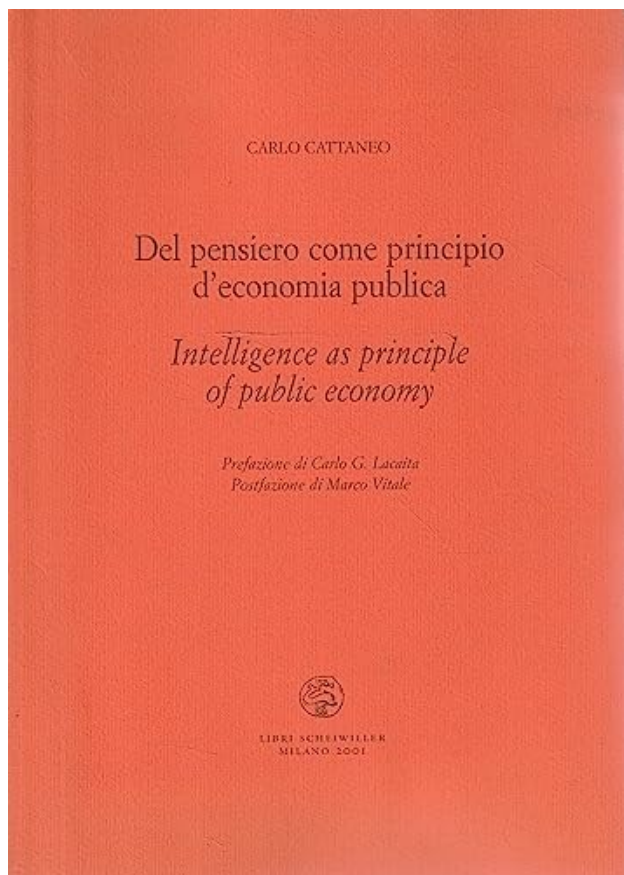 CARLO CATTANEO
Del pensiero come principio
d'economia publica
Intelligence as principle
of public economy
Prefazione di Carlo G. Lacaita
Postfazione di Marco Vitale
LIBRI SCHEIWILLER
MILANO 2001